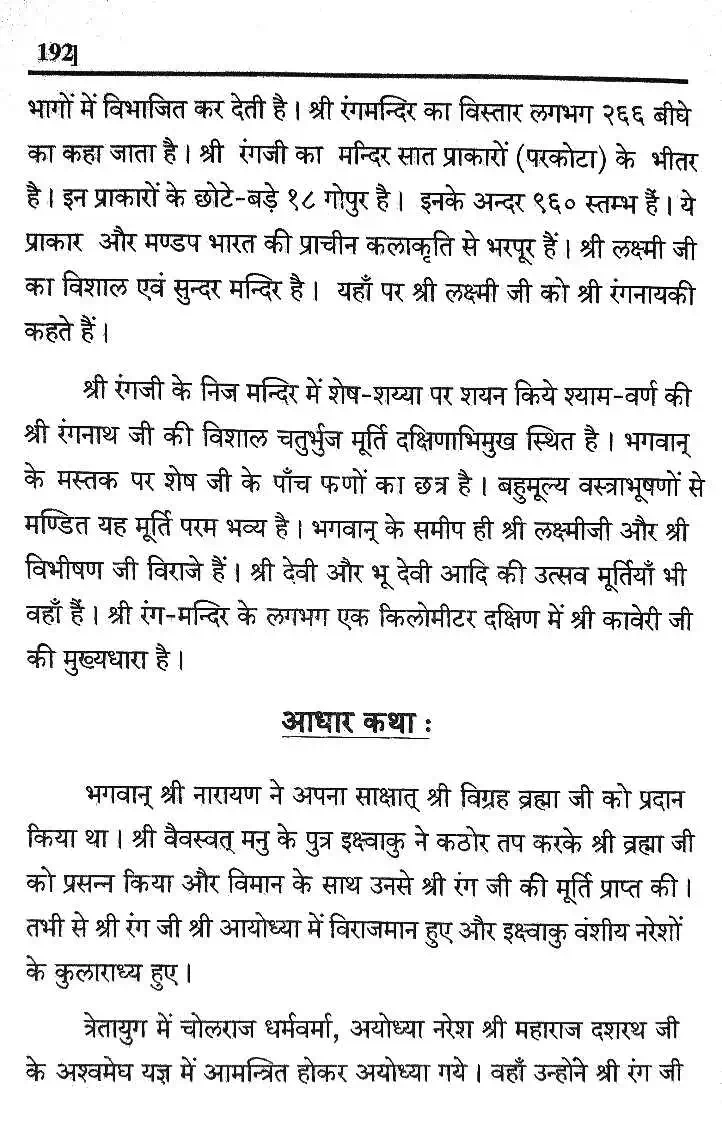 192]
भागों में विभाजित कर देती है। श्री रंगमन्दिर का विस्तार लगभग २६६ बीघे
का कहा जाता है। श्री रंगजी का मन्दिर सात प्राकारों (परकोटा) के भीतर
है। इन प्राकारों के छोटे-बड़े १८ गोपुर है। इनके अन्दर ९६० स्तम्भ हैं। ये
प्राकार और मण्डप भारत की प्राचीन कलाकृति से भरपूर हैं। श्री लक्ष्मी जी
का विशाल एवं सुन्दर मन्दिर है। यहाँ पर श्री लक्ष्मी जी को श्री रंगनायकी
कहते हैं।
श्री रंगजी के निज मन्दिर में शेष-शय्या पर शयन किये श्याम-वर्ण की
श्री रंगनाथ जी की विशाल चतुर्भुज मूर्ति दक्षिणाभिमुख स्थित है। भगवान्
के मस्तक पर शेष जी के पाँच फणों का छत्र है। बहुमूल्य वस्त्राभूषणों से
मण्डित यह मूर्ति परम भव्य है। भगवान् के समीप ही श्री लक्ष्मीजी और श्री
विभीषण जी विराजे हैं। श्री देवी और भू देवी आदि की उत्सव मूर्तियाँ भी
वहाँ हैं। श्री रंग-मन्दिर के लगभग एक किलोमीटर दक्षिण में श्री कावेरी जी
की मुख्यधारा है।
आधार कथा :
भगवान् श्री नारायण ने अपना साक्षात् श्री विग्रह ब्रह्मा जी को प्रदान
किया था। श्री वैवस्वत् मनु के पुत्र इक्ष्वाकु ने कठोर तप करके श्री ब्रह्मा जी
को प्रसन्न किया और विमान के साथ उनसे श्री रंग जी की मूर्ति प्राप्त की।
तभी से श्री रंग जी श्री आयोध्या में विराजमान हुए और इक्ष्वाकु वंशीय नरेशों
के कुलाराध्य हुए।
त्रेतायुग में चोलराज धर्मवर्मा, अयोध्या नरेश श्री महाराज दशरथ जी
के अश्वमेघ यज्ञ में आमन्त्रित होकर अयोध्या गये। वहाँ उन्होंने श्री रंग जी